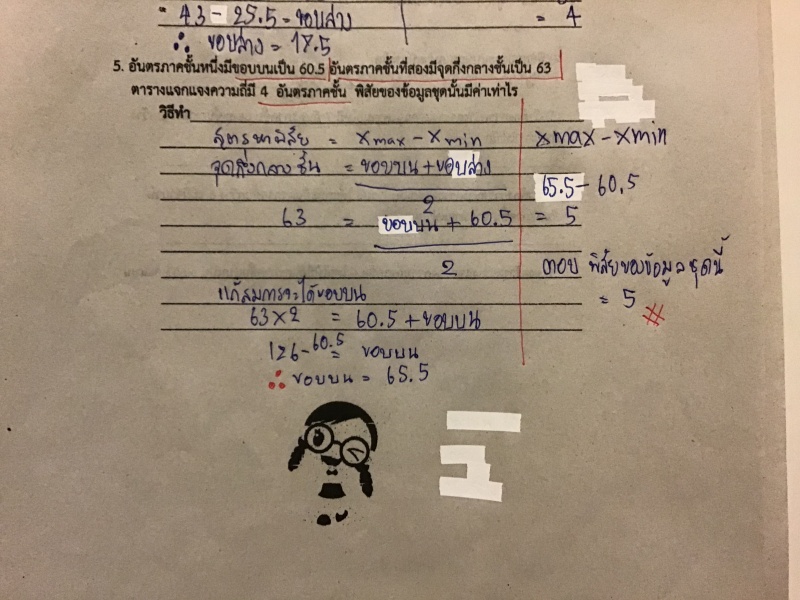 43 - 25.5 = ขอบล่าง
= 4
∴ ขอบล่าง = 17.5
5. อันตรภาคชั้นหนึ่งมีขอบบนเป็น 60.5 อันตรภาคชั้นที่สองมีจุดกึ่งกลางชั้นเป็น 63
ตารางแจกแจงความถี่มี 4 อันตรภาคชั้น พิสัยของข้อมูลชุดนั้นมีค่าเท่าไร
วิธีทำ
สูตรหาพิสัย = xmax - xmin
จุดกึ่งกลางชั้น = ขอบบน + ขอบล่าง
2
63 = ขอบบน + 60.5
2
แก้สมการจะได้ขอบบน
63 × 2 = 60.5 + ขอบบน
126 - 60.5 = ขอบบน
∴ ขอบบน = 65.5
xmax - xmin
65.5 - 60.5
= 5
ตอบ พิสัยของข้อมูลชุดนี้
= 5